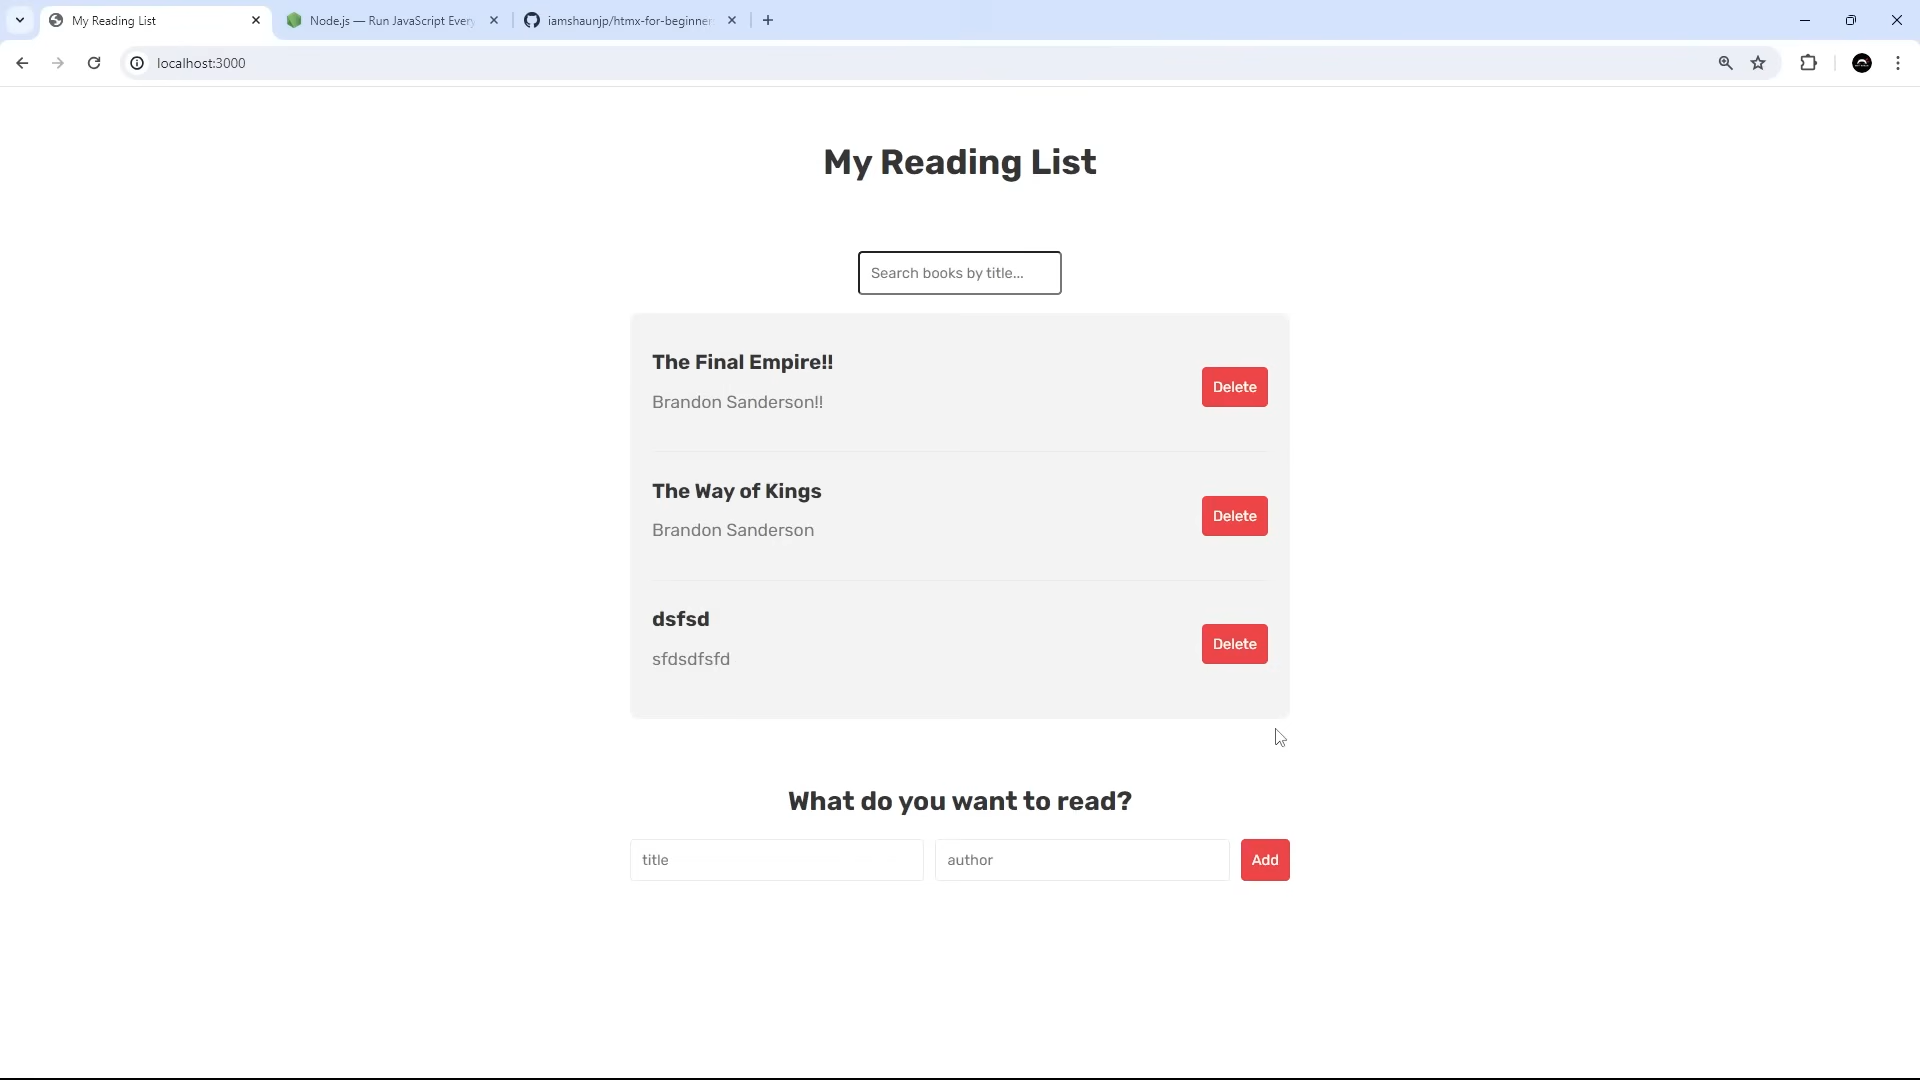 My Reading List
Node.js — Run JavaScript Every
iamshaunjp/htmx-for-beginner
localhost:3000
My Reading List
Search books by title...
The Final Empire!!
Brandon Sanderson!!
Delete
The Way of Kings
Brandon Sanderson
Delete
dsfsd
sfdsdfsfd
Delete
What do you want to read?
title
author
Add